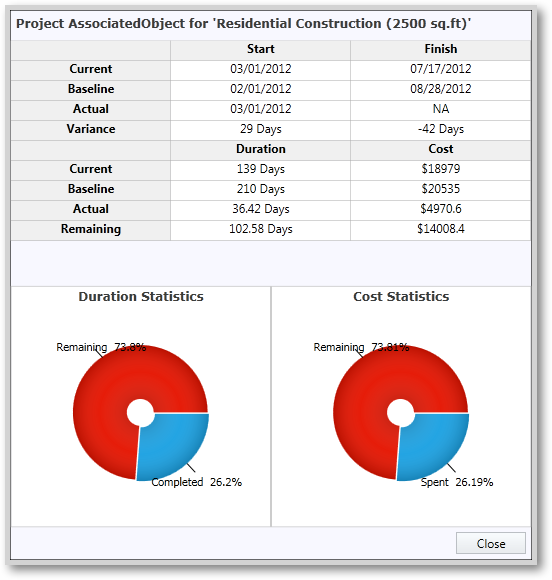 Project AssociatedObject for 'Residential Construction (2500 sq.ft)'
Start Finish
Current 03/01/2012 07/17/2012
Baseline 02/01/2012 08/28/2012
Actual 03/01/2012 NA
Variance 29 Days -42 Days
Duration Cost
Current 139 Days $18979
Baseline 210 Days $20535
Actual 36.42 Days $4970.6
Remaining 102.58 Days $14008.4
Duration Statistics Cost Statistics
Remaining 73.8% Remaining 73.81%
Completed 26.2% Spent 26.19%
Close